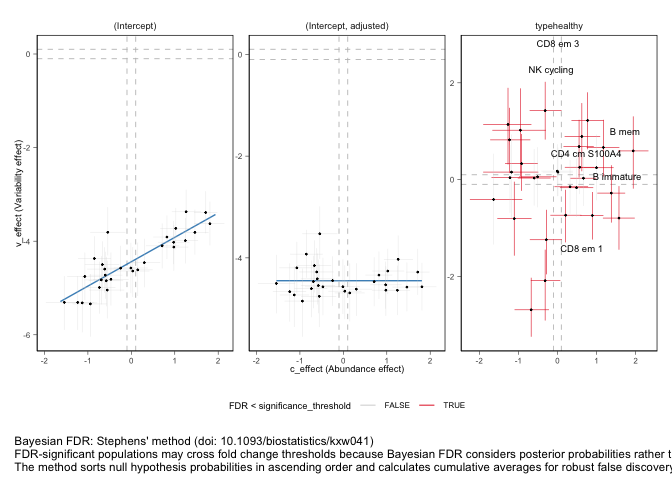 (Intercept)
(Intercept, adjusted)
typehealthy
v_effect (Variability effect)
0
-2
-4
-6
0
-2
-4
2
0
-2
CD8 em 3
NK cycling
B mem
CD4 cm S100A4
B immature
CD8 em 1
-2 -1 0 1 2
-2 -1 0 1 2
-2 -1 0 1 2
c_effect (Abundance effect)
FDR < significance_threshold FALSE TRUE
Bayesian FDR: Stephens' method (doi: 10.1093/biostatistics/kxw041)
FDR-significant populations may cross fold change thresholds because Bayesian FDR considers posterior probabilities rather t
The method sorts null hypothesis probabilities in ascending order and calculates cumulative averages for robust false discovery